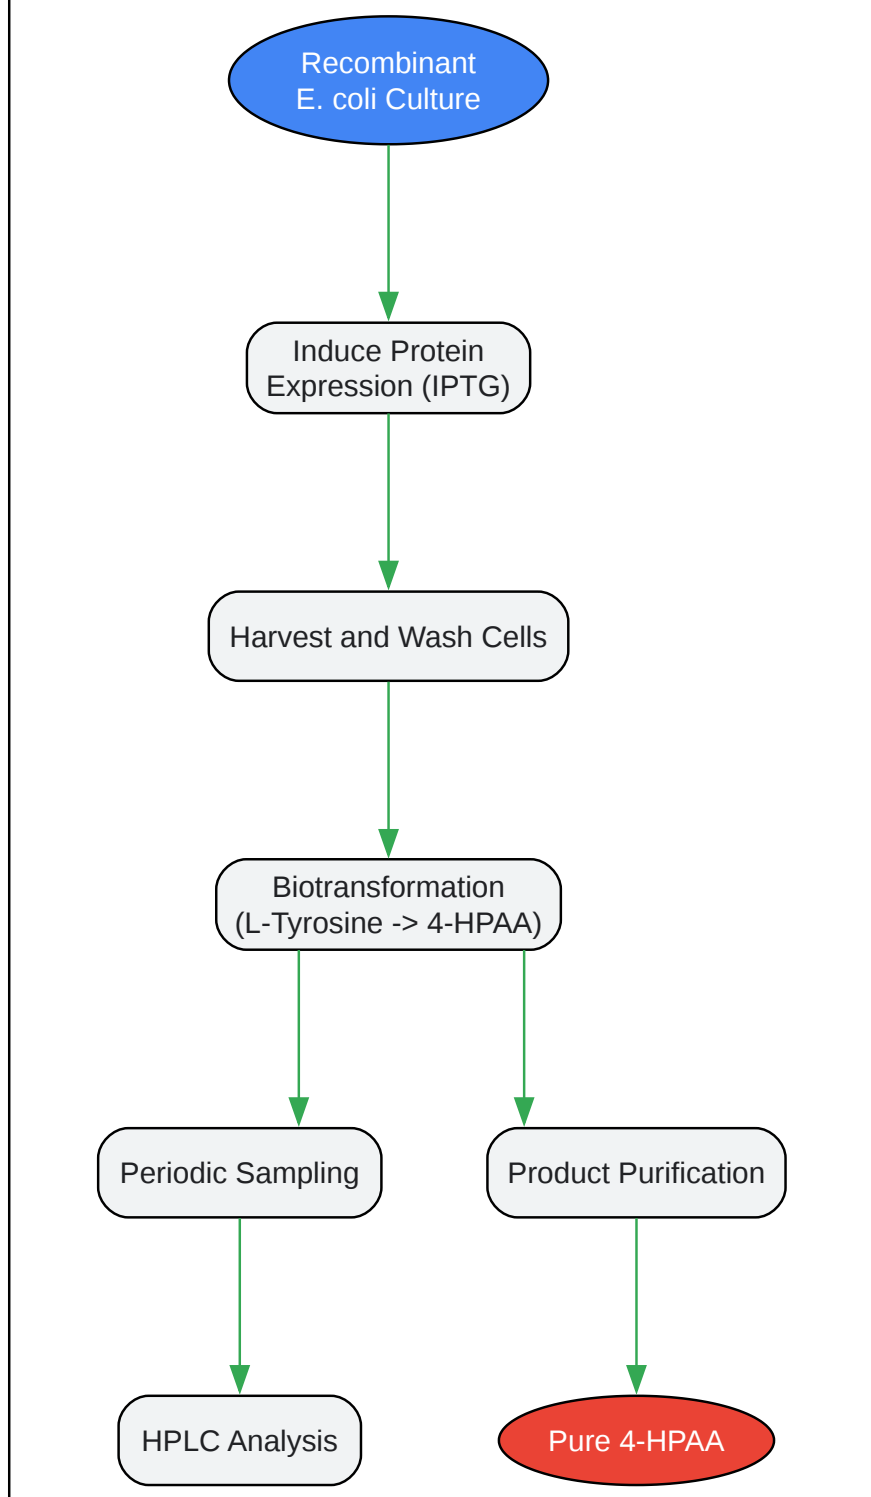 Recombinant
E. coli Culture
Induce Protein
Expression (IPTG)
Harvest and Wash Cells
Biotransformation
(L-Tyrosine -> 4-HPAA)
Periodic Sampling
Product Purification
HPLC Analysis
Pure 4-HPAA